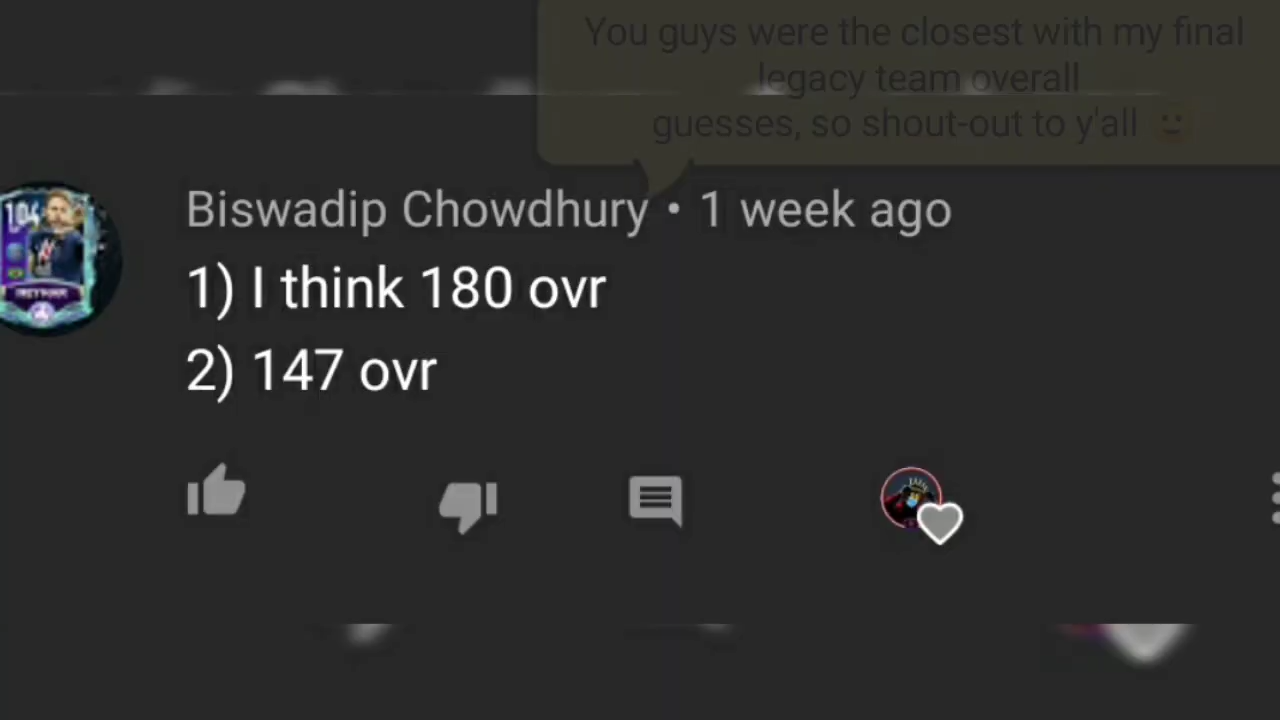 You guys were the closest with my final
legacy team overall
guesses, so shout-out to y'all 🙂
Biswadip Chowdhury • 1 week ago
104
1) I think 180 ovr
2) 147 ovr